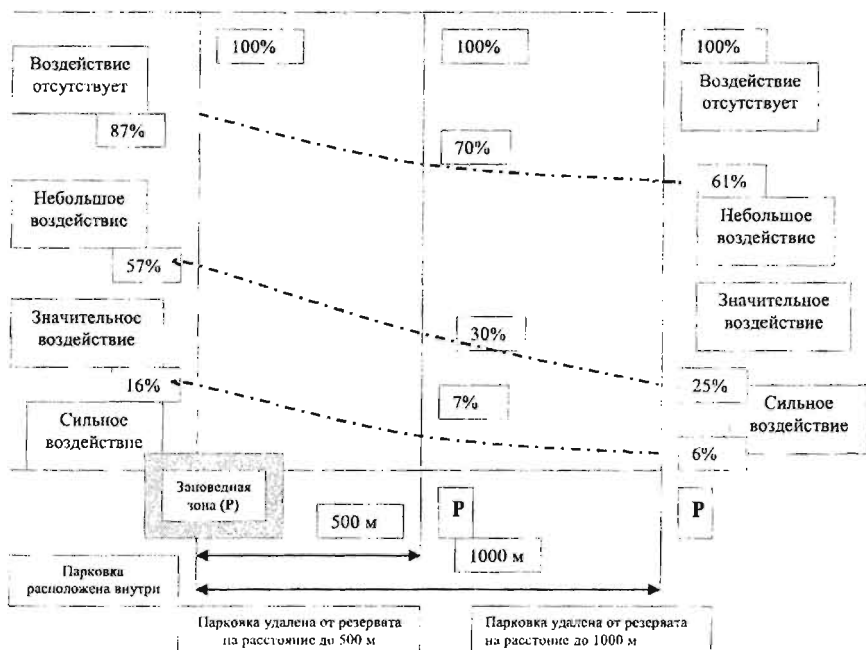 100%
100%
100%
Воздействие
отсутствует
Воздействие
отсутствует
87%
70%
61%
Небольшое
воздействие
Небольшое
воздействие
57%
Значительное
воздействие
Значительное
воздействие
30%
16%
7%
25%
Сильное
воздействие
Сильное
воздействие
6%
Заповедная
зона (Р)
500 м
Р
Р
1000 м
Парковка
расположена внутри
Парковка удалена от резервата
на расстояние до 500 м
Парковка удалена от резервата
на расстоние до 1000 м